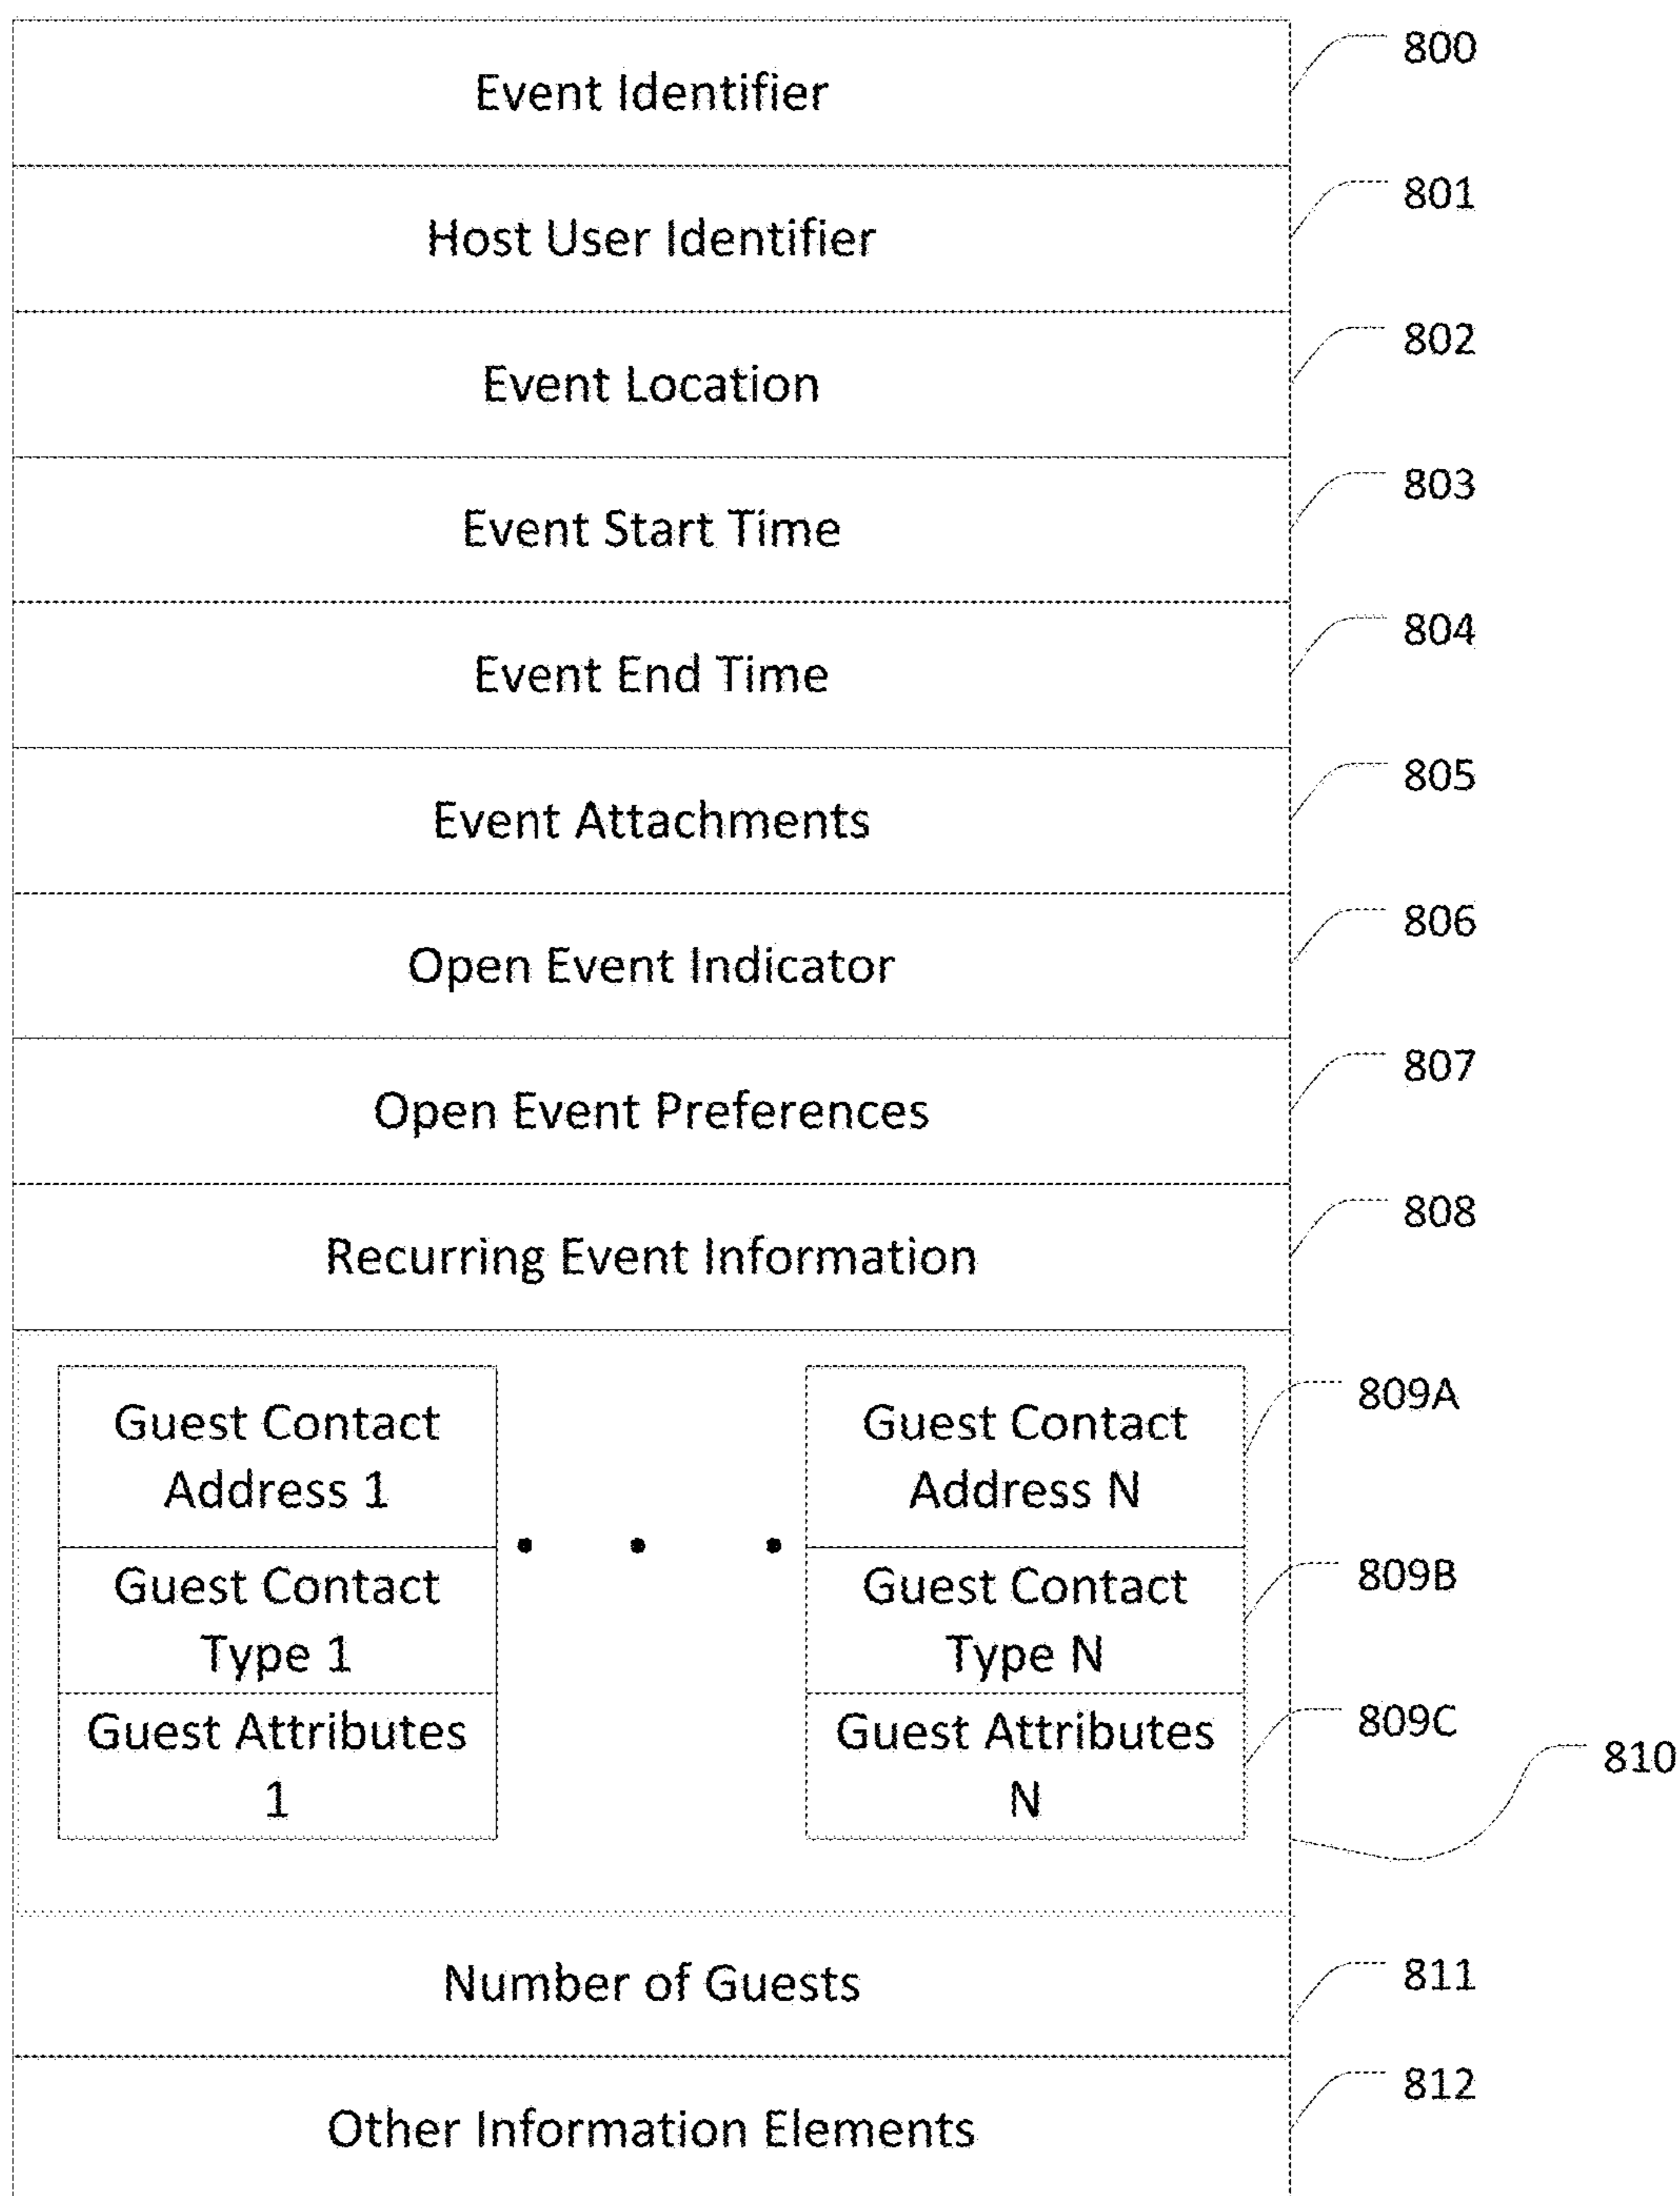 Event Identifier
800
Host User Identifier
801
Event Location
802
Event Start Time
803
Event End Time
804
Event Attachments
805
Open Event Indicator
806
Open Event Preferences
807
Recurring Event Information
808
Guest Contact
Address 1
Guest Contact
Type 1
Guest Attributes
1
Guest Contact
Address N
Guest Contact
Type N
Guest Attributes
N
809A
809B
809C
810
Number of Guests
811
Other Information Elements
812